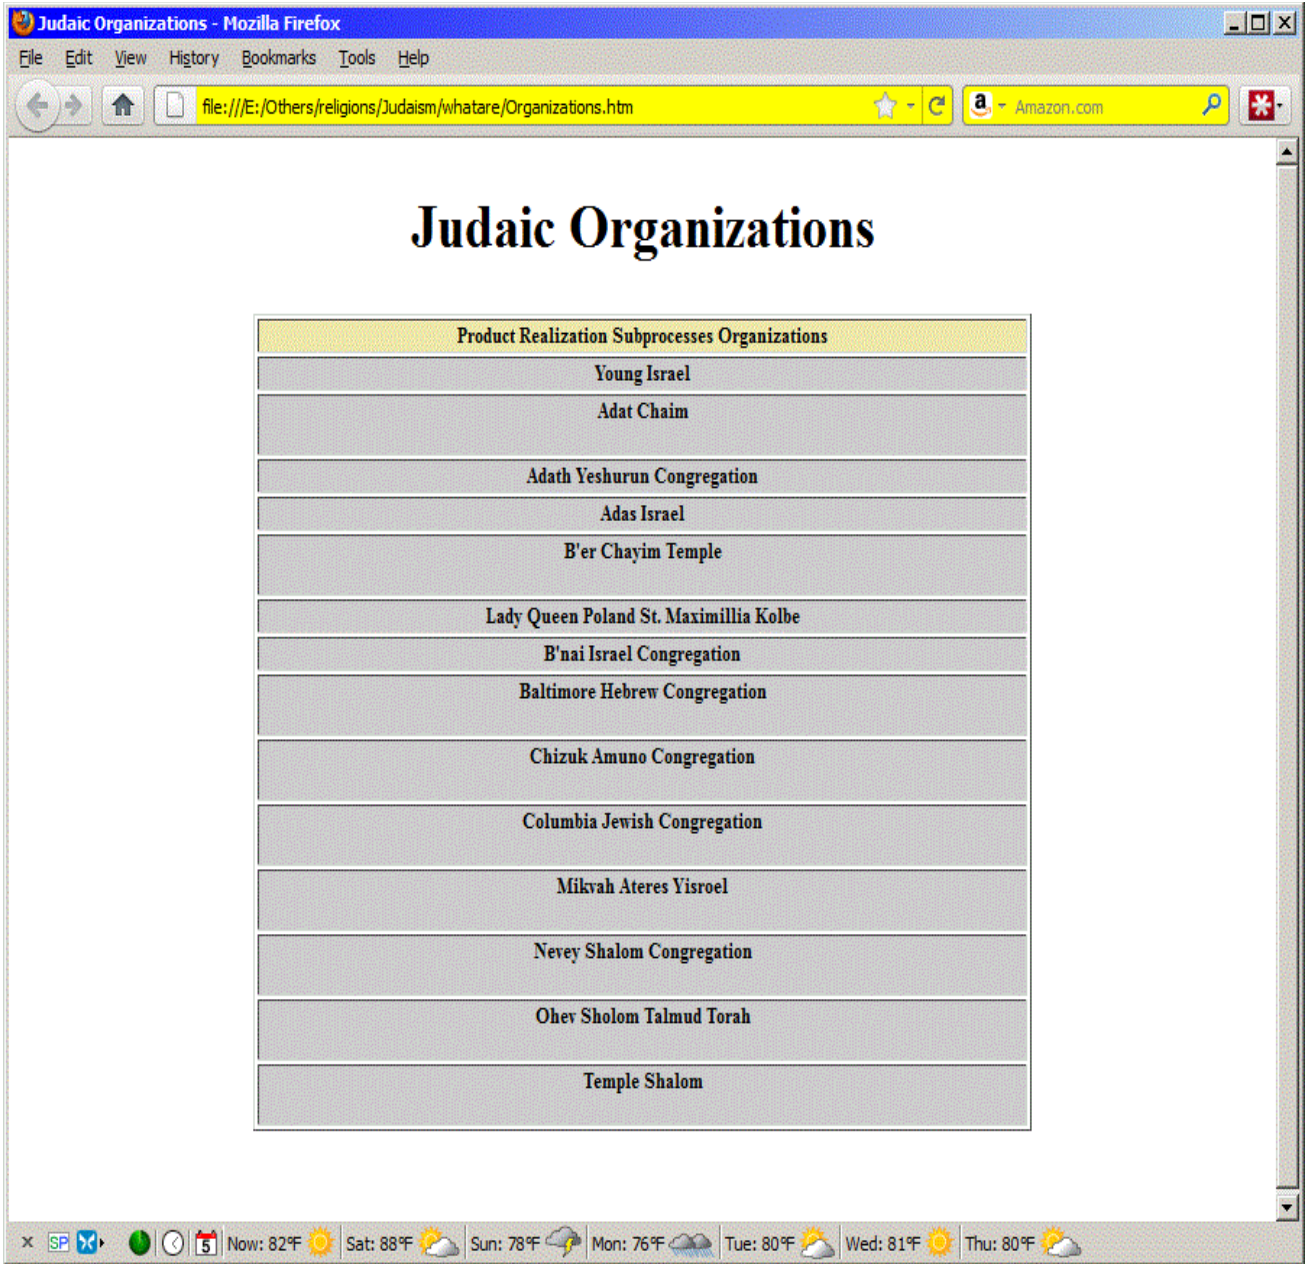 Judaic Organizations - Mozilla Firefox
File Edit View History Bookmarks Tools Help
file:///E:/Others/religions/Judaism/whatare/Organizations.htm
a Amazon.com
Judaic Organizations
Product Realization Subprocesses Organizations
Young Israel
Adat Chaim
Adath Yeshurun Congregation
Adas Israel
B'er Chayim Temple
Lady Queen Poland St. Maximillia Kolbe
B'nai Israel Congregation
Baltimore Hebrew Congregation
Chizuk Amuno Congregation
Columbia Jewish Congregation
Mikvah Ateres Yisroel
Nevey Shalom Congregation
Ohev Sholom Talmud Torah
Temple Shalom
SP 5 Now: 82°F Sat: 88°F Sun: 78°F Mon: 76°F Tue: 80°F Wed: 81°F Thu: 80°F